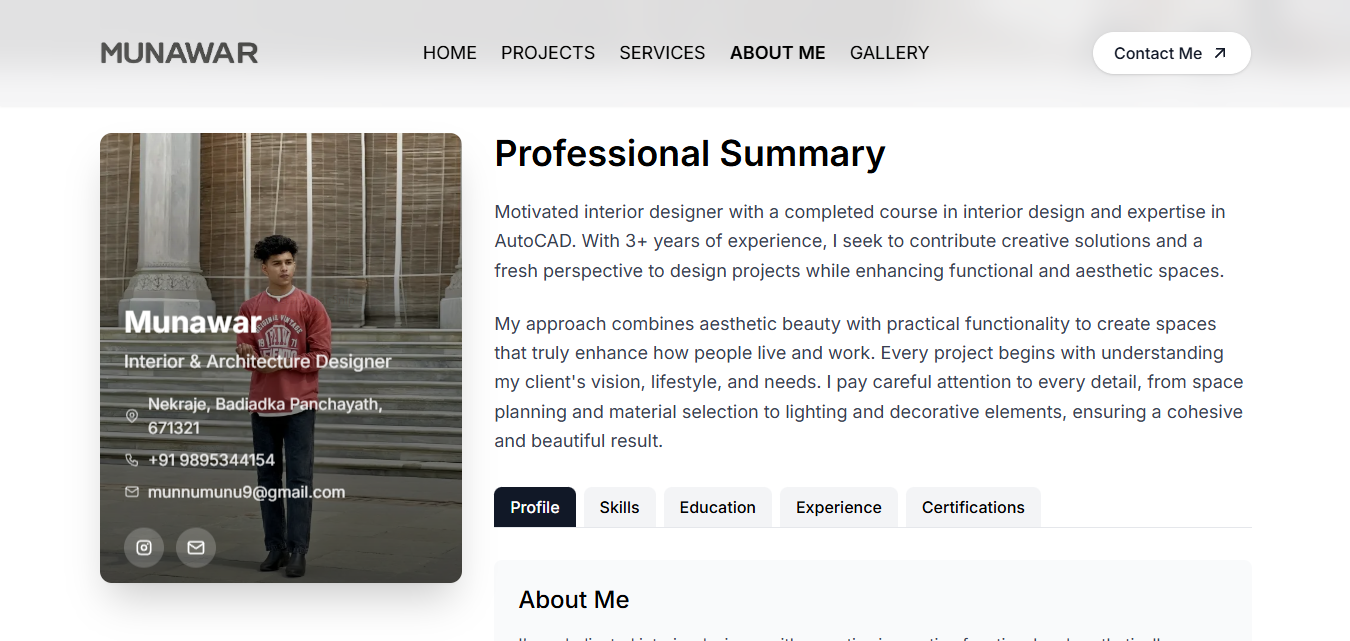 MUNAWAR
HOME PROJECTS SERVICES ABOUT ME GALLERY
Contact Me
Munawar
Interior & Architecture Designer
Nekraje, Badiadka Panchayath,
671321
+91 9895344154
munnumunu9@gmail.com
Professional Summary
Motivated interior designer with a completed course in interior design and expertise in
AutoCAD. With 3+ years of experience, I seek to contribute creative solutions and a
fresh perspective to design projects while enhancing functional and aesthetic spaces.
My approach combines aesthetic beauty with practical functionality to create spaces
that truly enhance how people live and work. Every project begins with understanding
my client's vision, lifestyle, and needs. I pay careful attention to every detail, from space
planning and material selection to lighting and decorative elements, ensuring a cohesive
and beautiful result.
Profile Skills Education Experience Certifications
About Me